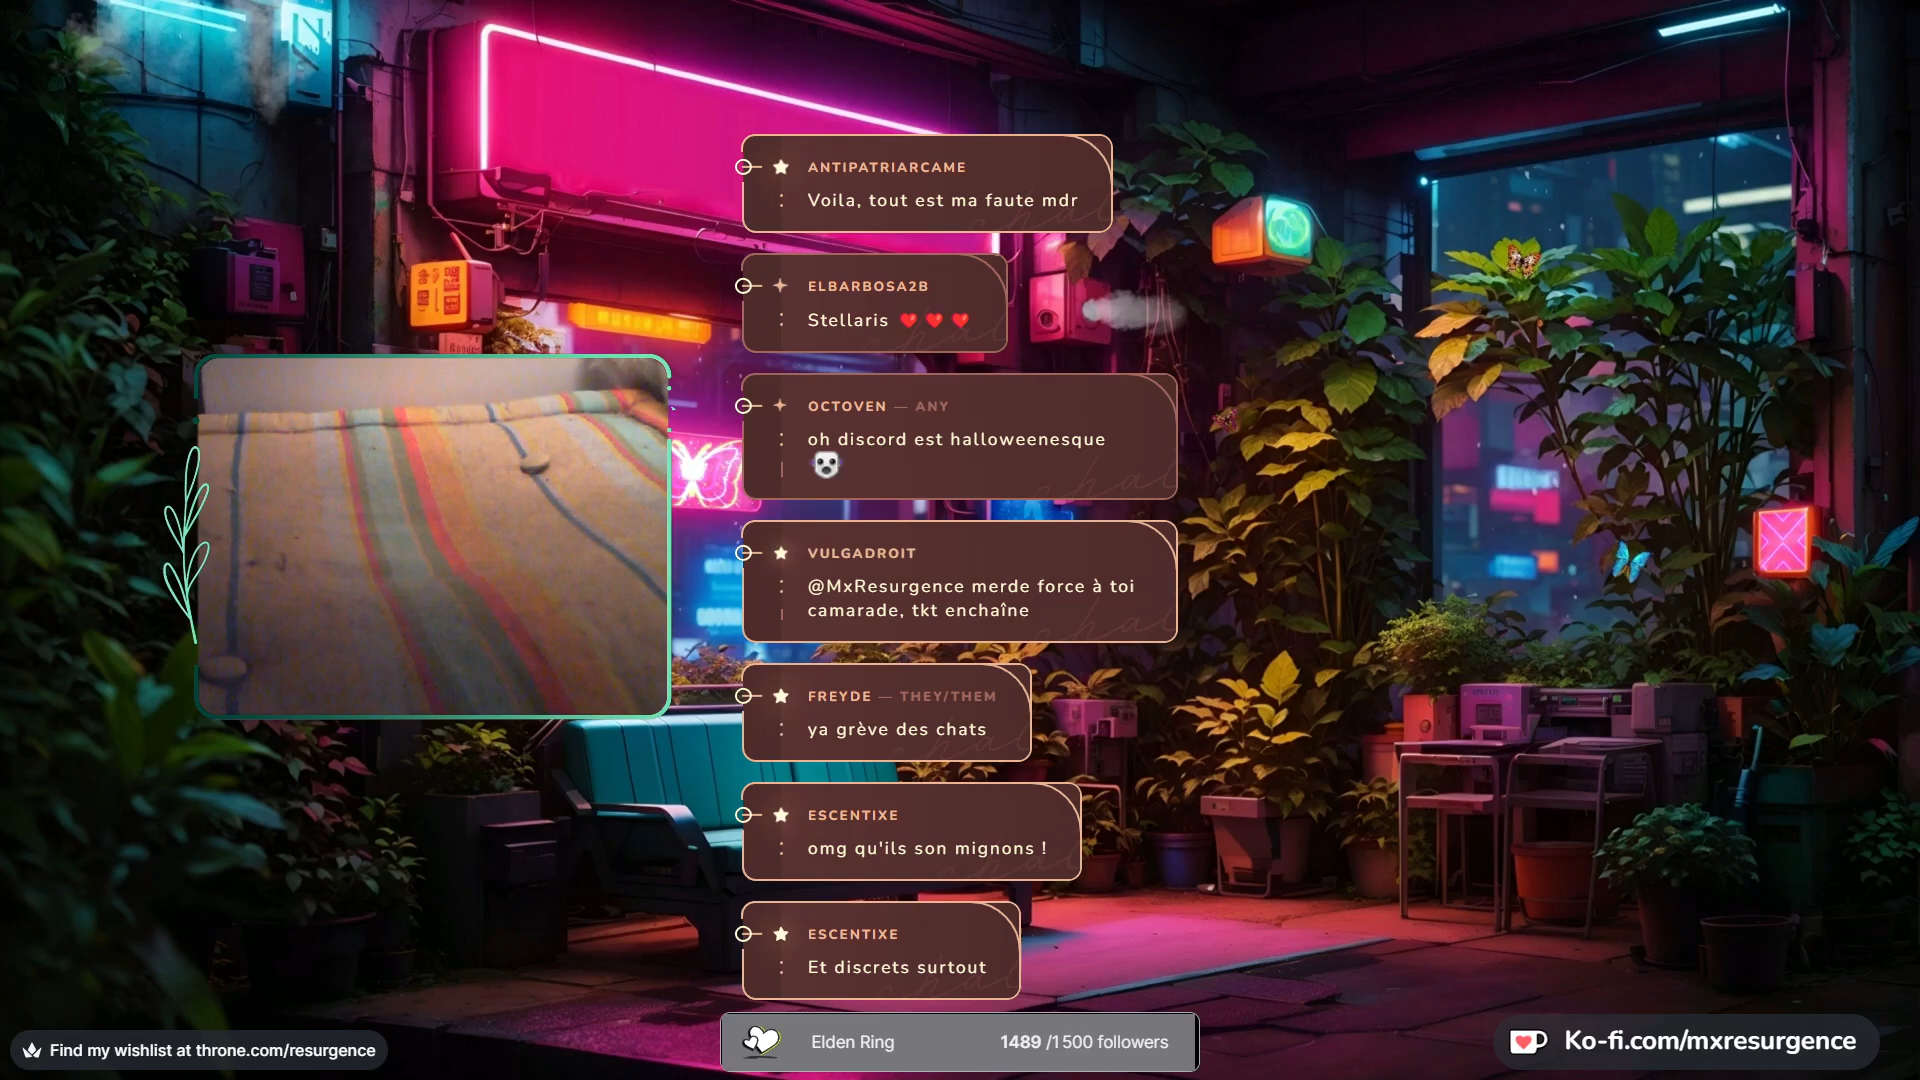 ANTIPATRIARCAME
Voila, tout est ma faute mdr
ELBARBOSA2B
Stellaris ❤️ ❤️ ❤️
OCTOVEN — ANY
oh discord est halloweenesque
VULGADROIT
@MxResurgence merde force à toi
camarade, tkt enchaîne
FREYDE — THEY/THEM
ya grève des chats
ESCENTIXE
omg qu'ils son mignons !
ESCENTIXE
Et discrets surtout
Find my wishlist at throne.com/resurgence
Elden Ring 1489 /1500 followers
Ko-fi.com/mxresurgence